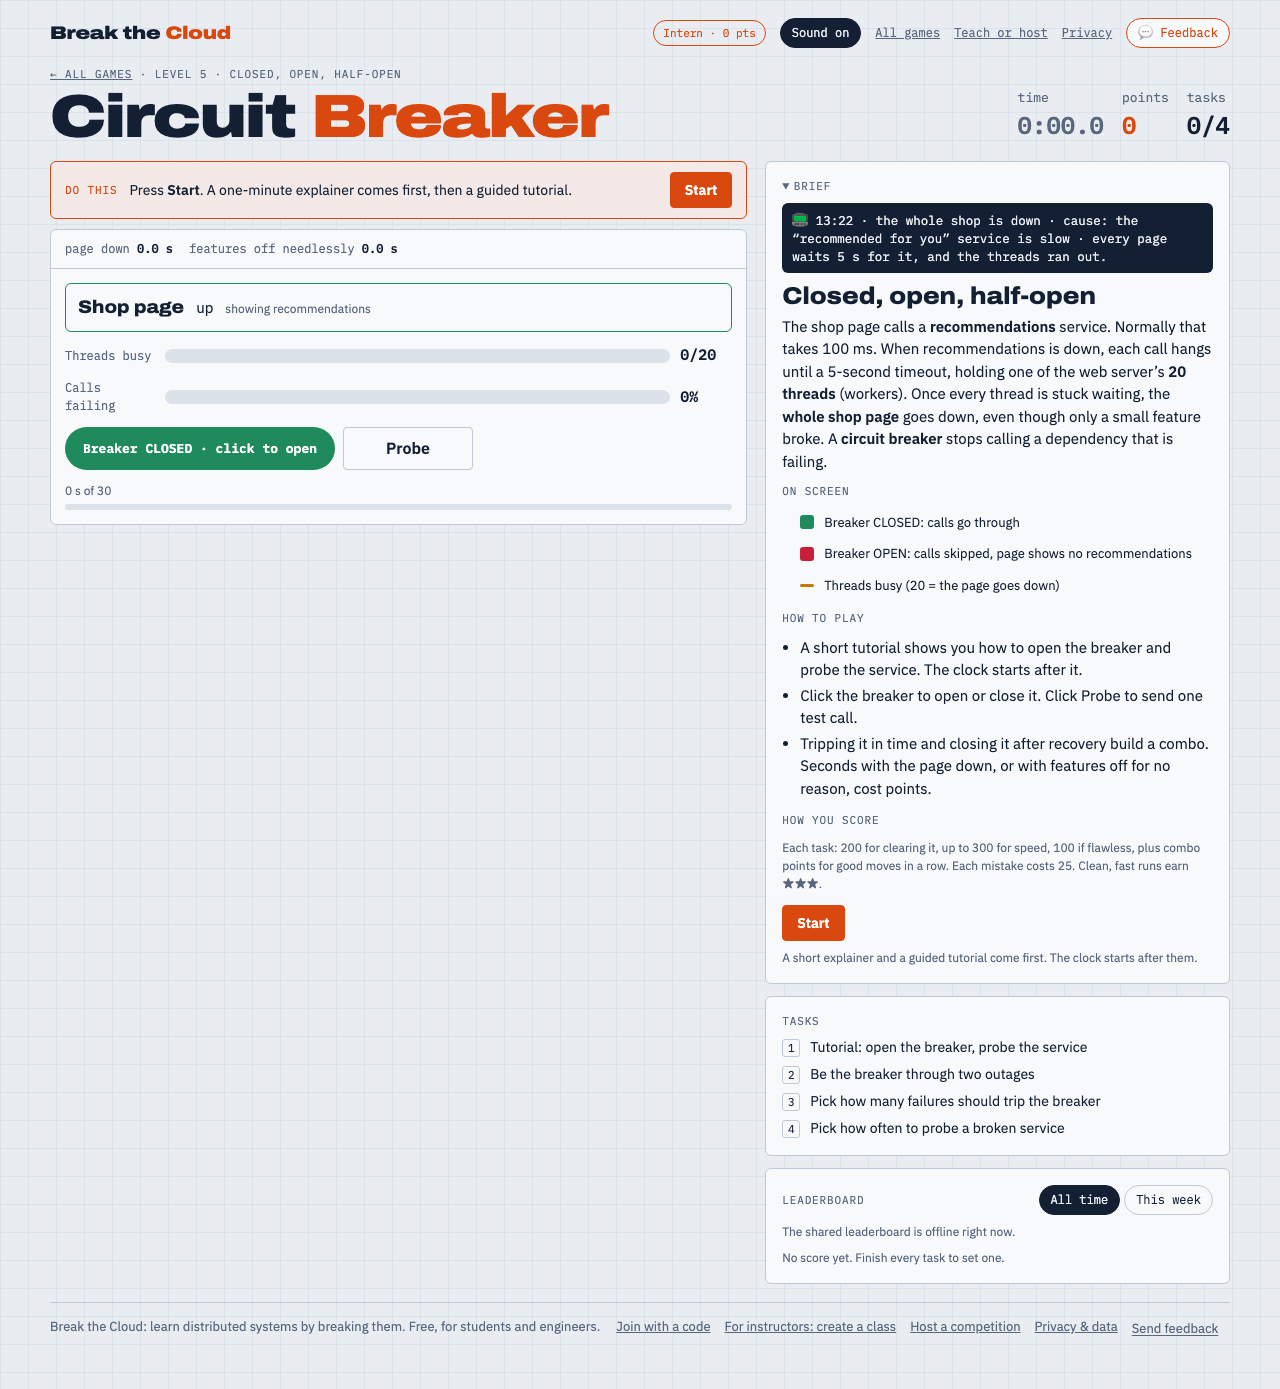 Break the Cloud
Intern · 0 pts
Sound on
All games
Teach or host
Privacy
💬 Feedback
← ALL GAMES · LEVEL 5 · CLOSED, OPEN, HALF-OPEN
Circuit Breaker
time
0:00.0
points
0
tasks
0/4
DO THIS Press Start. A one-minute explainer comes first, then a guided tutorial.
Start
page down 0.0 s features off needlessly 0.0 s
Shop page up showing recommendations
Threads busy
0/20
Calls
failing
0%
Breaker CLOSED · click to open
Probe
0 s of 30
▼ BRIEF
13:22 · the whole shop is down · cause: the
“recommended for you” service is slow · every page
waits 5 s for it, and the threads ran out.
Closed, open, half-open
The shop page calls a recommendations service. Normally that
takes 100 ms. When recommendations is down, each call hangs
until a 5-second timeout, holding one of the web server’s 20
threads (workers). Once every thread is stuck waiting, the
whole shop page goes down, even though only a small feature
broke. A circuit breaker stops calling a dependency that is
failing.
ON SCREEN
Breaker CLOSED: calls go through
Breaker OPEN: calls skipped, page shows no recommendations
Threads busy (20 = the page goes down)
HOW TO PLAY
• A short tutorial shows you how to open the breaker and
probe the service. The clock starts after it.
• Click the breaker to open or close it. Click Probe to send one
test call.
• Tripping it in time and closing it after recovery build a combo.
Seconds with the page down, or with features off for no
reason, cost points.
HOW YOU SCORE
Each task: 200 for clearing it, up to 300 for speed, 100 if flawless, plus combo
points for good moves in a row. Each mistake costs 25. Clean, fast runs earn
★★★.
Start
A short explainer and a guided tutorial come first. The clock starts after them.
TASKS
1 Tutorial: open the breaker, probe the service
2 Be the breaker through two outages
3 Pick how many failures should trip the breaker
4 Pick how often to probe a broken service
LEADERBOARD
All time
This week
The shared leaderboard is offline right now.
No score yet. Finish every task to set one.
Break the Cloud: learn distributed systems by breaking them. Free, for students and engineers.
Join with a code
For instructors: create a class
Host a competition
Privacy & data
Send feedback